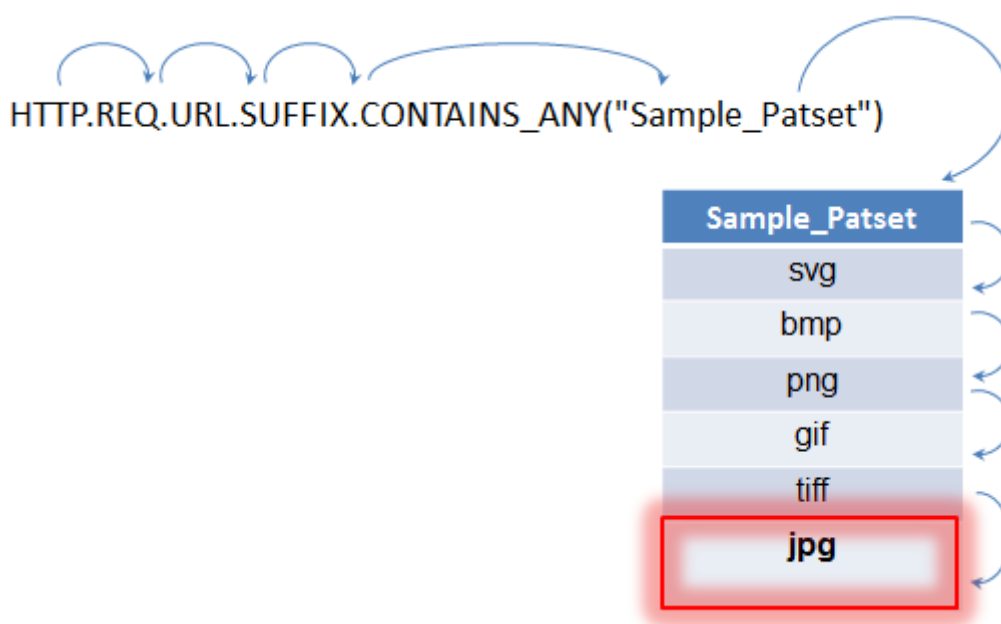 HTTP.REQ.URL.SUFFIX.CONTAINS_ANY("Sample_Patset")
Sample_Patset
svg
bmp
png
gif
tiff
jpg